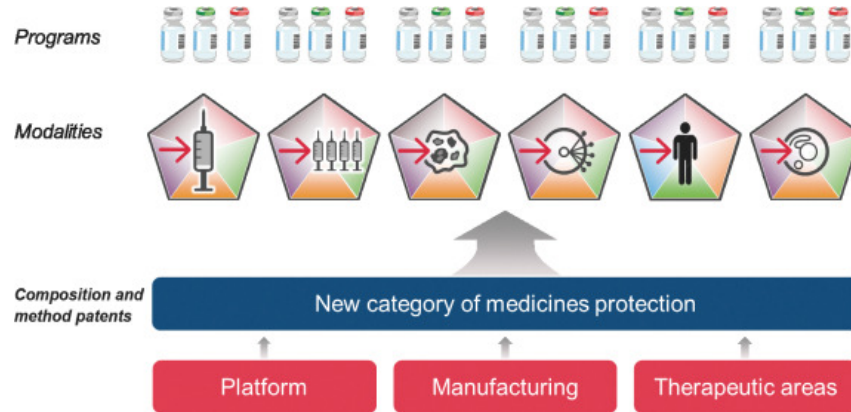 Programs
Modalities
Composition and
method patents
New category of medicines protection
Platform
Manufacturing
Therapeutic areas